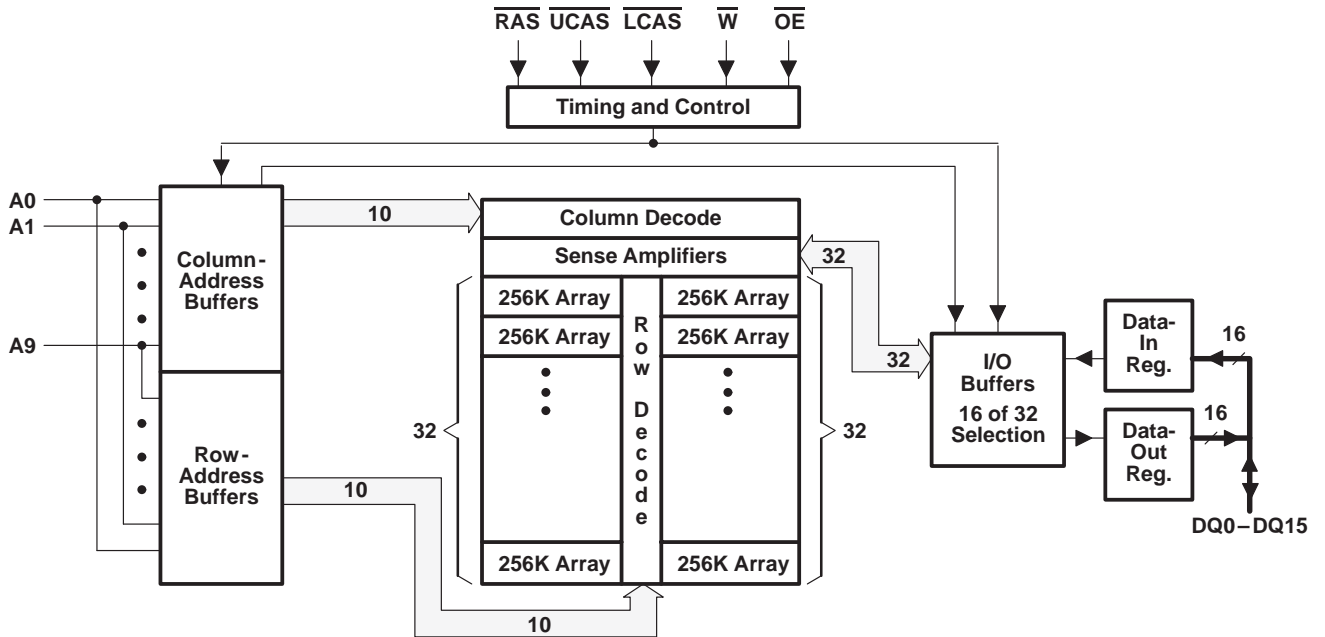 RAS UCAS LCAS W OE
Timing and Control
A0
A1
A9
Column-
Address
Buffers
Row-
Address
Buffers
10
10
10
Column Decode
Sense Amplifiers
256K Array
256K Array
256K Array
256K Array
256K Array
256K Array
Row Decode
32
32
32
32
I/O
Buffers
16 of 32
Selection
Data-
In
Reg.
Data-
Out
Reg.
16
16
DQ0–DQ15